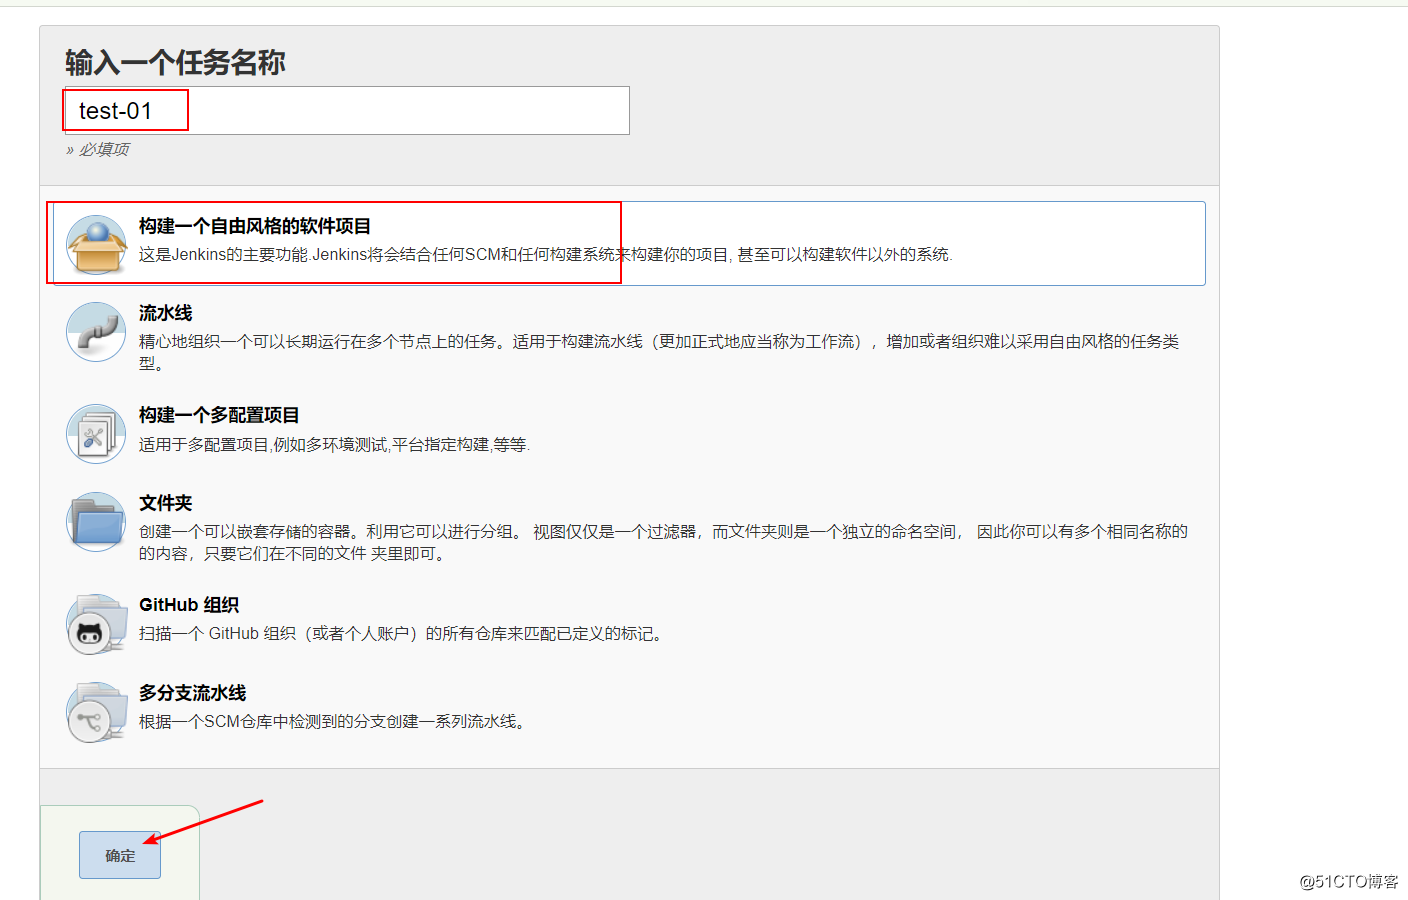 输入一个任务名称
test-01
» 必填项
构建一个自由风格的软件项目
这是Jenkins的主要功能.Jenkins将会结合任何SCM和任何构建系统来构建你的项目, 甚至可以构建软件以外的系统.
流水线
精心地组织一个可以长期运行在多个节点上的任务。适用于构建流水线（更加正式地应当称为工作流），增加或者组织难以采用自由风格的任务类
型。
构建一个多配置项目
适用于多配置项目,例如多环境测试,平台指定构建,等等.
文件夹
创建一个可以嵌套存储的容器。利用它可以进行分组。 视图仅仅是一个过滤器，而文件夹则是一个独立的命名空间， 因此你可以有多个相同名称的
的内容，只要它们在不同的文件 夹里即可。
GitHub 组织
扫描一个 GitHub 组织（或者个人账户）的所有仓库来匹配已定义的标记。
多分支流水线
根据一个SCM仓库中检测到的分支创建一系列流水线。
确定
@51CTO博客